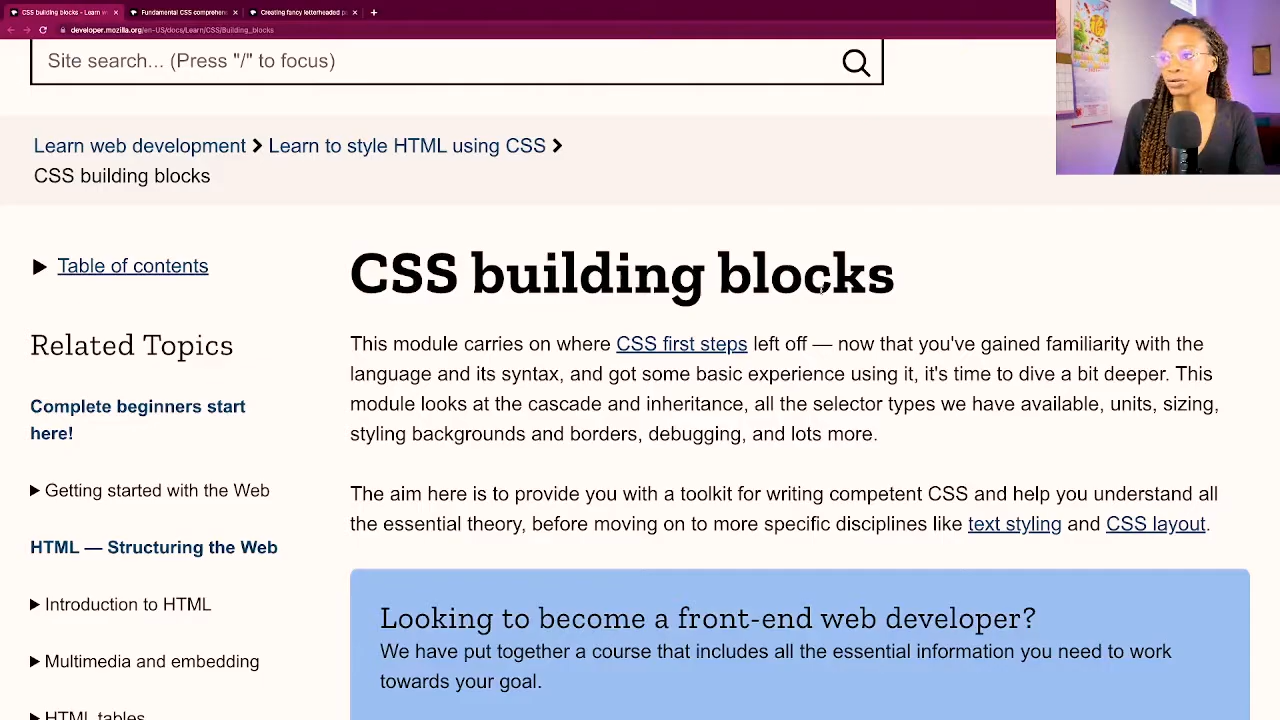 CSS building blocks - Learn w
Fundamental CSS comprehen
Creating fancy letterheaded p
developer.mozilla.org/en-US/docs/Learn/CSS/Building_blocks
Site search... (Press "/" to focus)
Learn web development > Learn to style HTML using CSS >
CSS building blocks
Table of contents
Related Topics
Complete beginners start
here!
Getting started with the Web
HTML — Structuring the Web
Introduction to HTML
Multimedia and embedding
HTML tables
CSS building blocks
This module carries on where CSS first steps left off — now that you've gained familiarity with the
language and its syntax, and got some basic experience using it, it's time to dive a bit deeper. This
module looks at the cascade and inheritance, all the selector types we have available, units, sizing,
styling backgrounds and borders, debugging, and lots more.
The aim here is to provide you with a toolkit for writing competent CSS and help you understand all
the essential theory, before moving on to more specific disciplines like text styling and CSS layout.
Looking to become a front-end web developer?
We have put together a course that includes all the essential information you need to work
towards your goal.